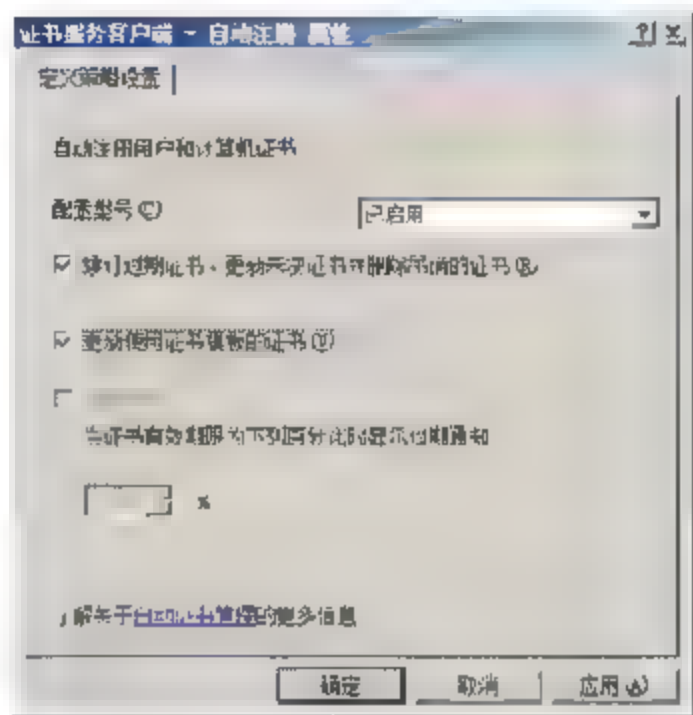 证书服务客户端 - 自动注册 属性
定义策略设置
自动注册用户和计算机证书
配置型号(C)
已启用
续订过期证书、更新未决证书并删除吊销的证书(R)
更新使用证书模板的证书(U)
当证书有效期限为下列百分比时显示到期通知
%
了解关于自动证书管理的更多信息
确定
取消
应用(A)